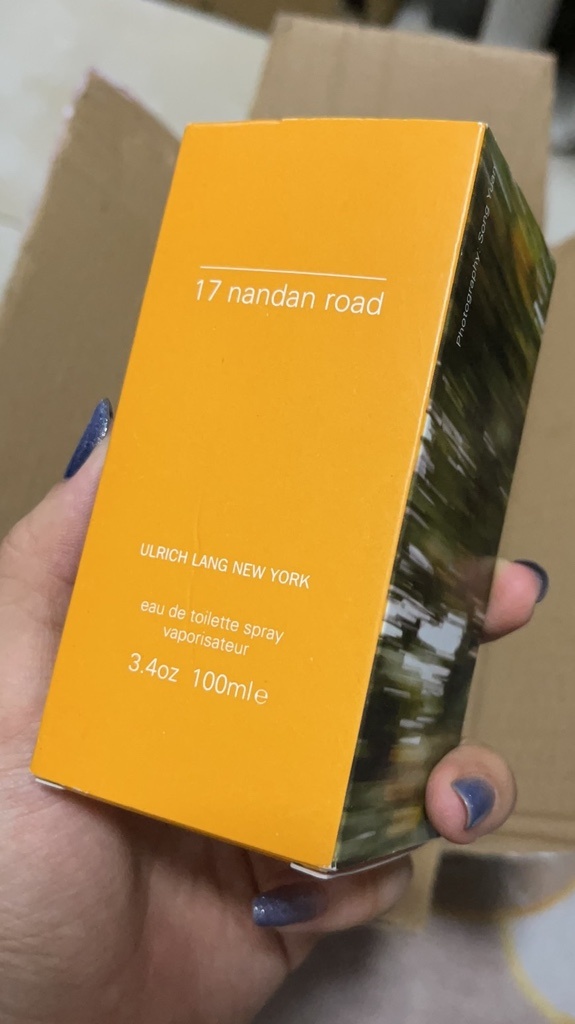 17 nandan road
ULRICH LANG NEW YORK
eau de toilette spray
vaporisateur
3.4oz 100ml℮
Photography Song Yuan